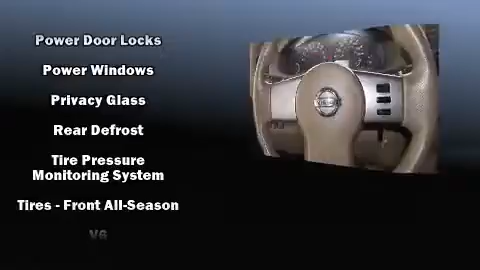 Power Door Locks
Power Windows
Privacy Glass
Rear Defrost
Tire Pressure
Monitoring System
Tires - Front All-Season
V6